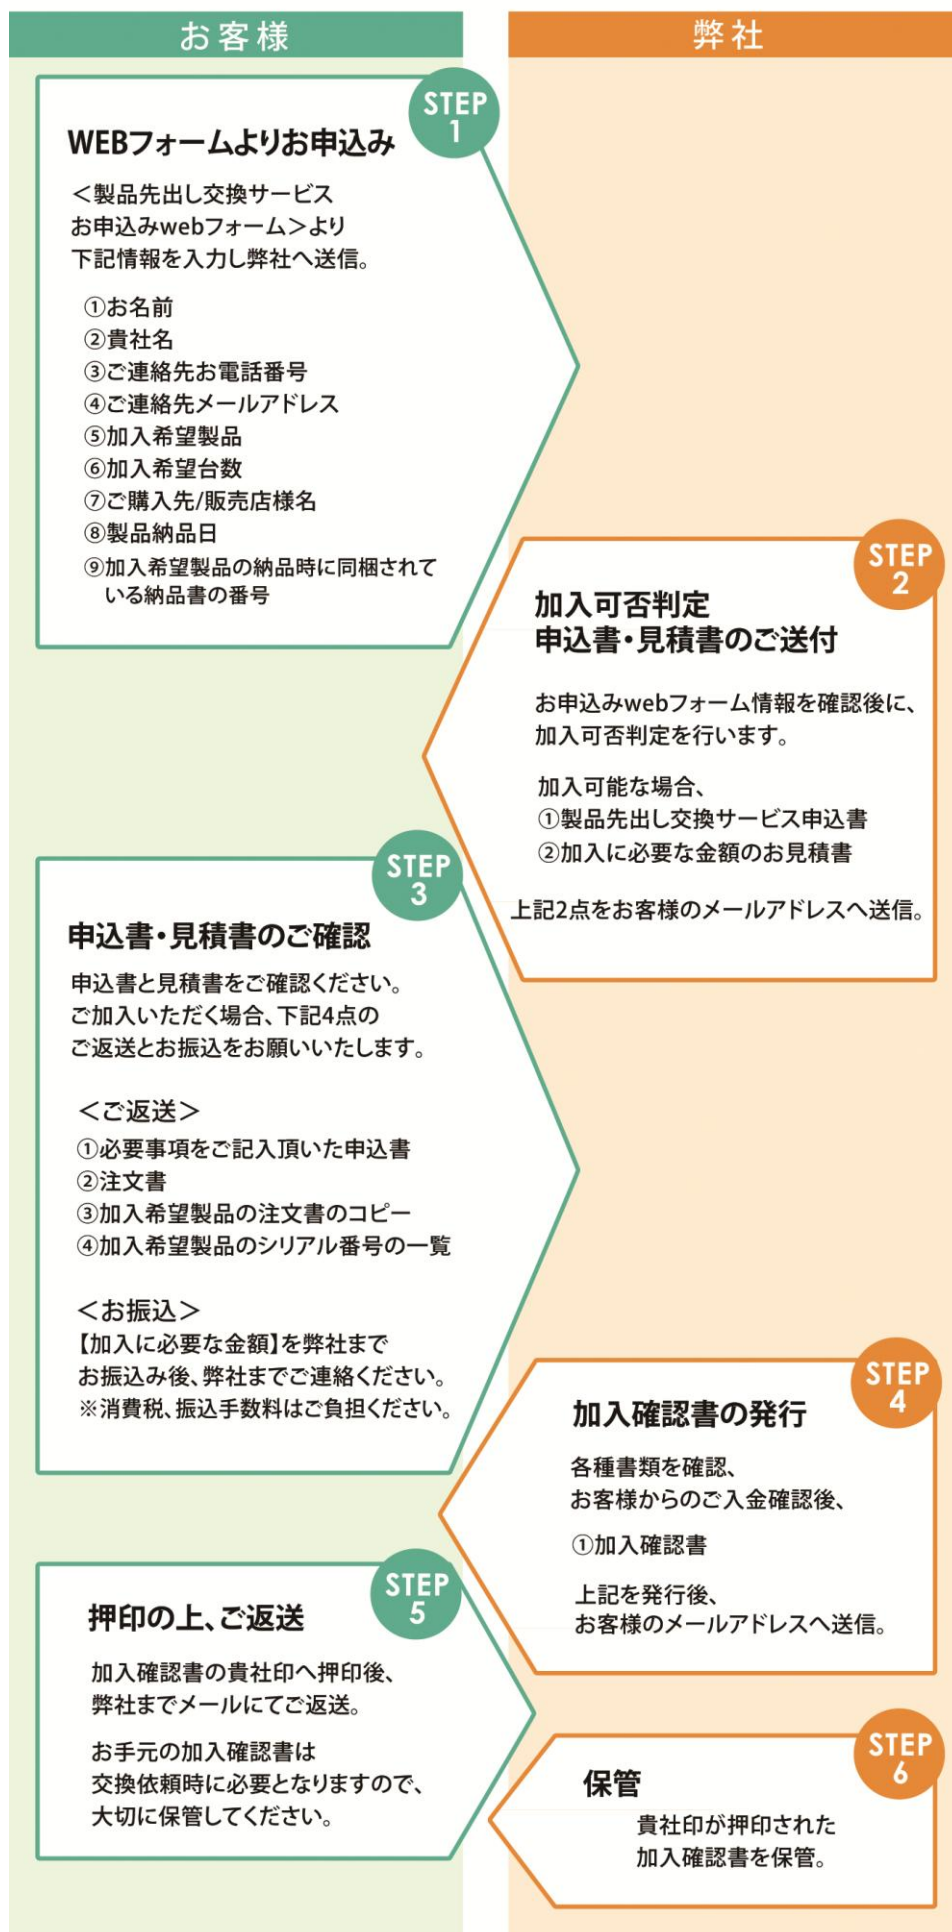 お客様
弊社
STEP
1
WEBフォームよりお申込み
＜製品先出し交換サービス
お申込みwebフォーム＞より
下記情報を入力し弊社へ送信。
①お名前
②貴社名
③ご連絡先お電話番号
④ご連絡先メールアドレス
⑤加入希望製品
⑥加入希望台数
⑦ご購入先/販売店様名
⑧製品納品日
⑨加入希望製品の納品時に同梱されて
いる納品書の番号
STEP
2
加入可否判定
申込書・見積書のご送付
お申込みwebフォーム情報を確認後に、
加入可否判定を行います。
加入可能な場合、
①製品先出し交換サービス申込書
②加入に必要な金額のお見積書
上記2点をお客様のメールアドレスへ送信。
STEP
3
申込書・見積書のご確認
申込書と見積書をご確認ください。
ご加入いただく場合、下記4点の
ご返送とお振込をお願いいたします。
＜ご返送＞
①必要事項をご記入頂いた申込書
②注文書
③加入希望製品の注文書のコピー
④加入希望製品のシリアル番号の一覧
＜お振込＞
【加入に必要な金額】を弊社まで
お振込み後、弊社までご連絡ください。
※消費税、振込手数料はご負担ください。
STEP
4
加入確認書の発行
各種書類を確認、
お客様からのご入金確認後、
①加入確認書
上記を発行後、
お客様のメールアドレスへ送信。
STEP
5
押印の上、ご返送
加入確認書の貴社印へ押印後、
弊社までメールにてご返送。
お手元の加入確認書は
交換依頼時に必要となりますので、
大切に保管してください。
STEP
6
保管
貴社印が押印された
加入確認書を保管。